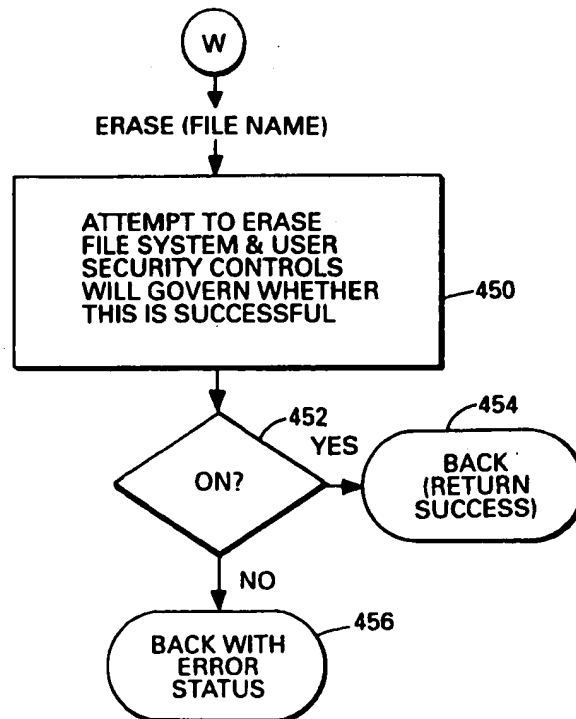 W
ERASE (FILE NAME)
ATTEMPT TO ERASE
FILE SYSTEM & USER
SECURITY CONTROLS
WILL GOVERN WHETHER
THIS IS SUCCESSFUL
450
452
ON?
YES
454
BACK
(RETURN
SUCCESS)
NO
456
BACK WITH
ERROR
STATUS